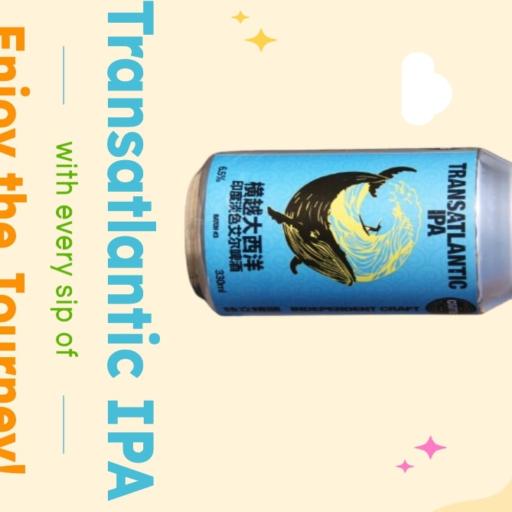 TRANSATLANTIC
IPA
横越大西洋
印度淡色艾尔啤酒
6.5%
330ml
INDEPENDENT CRAFT
Transatlantic IPA
with every sip of
Enjoy the Tourney!